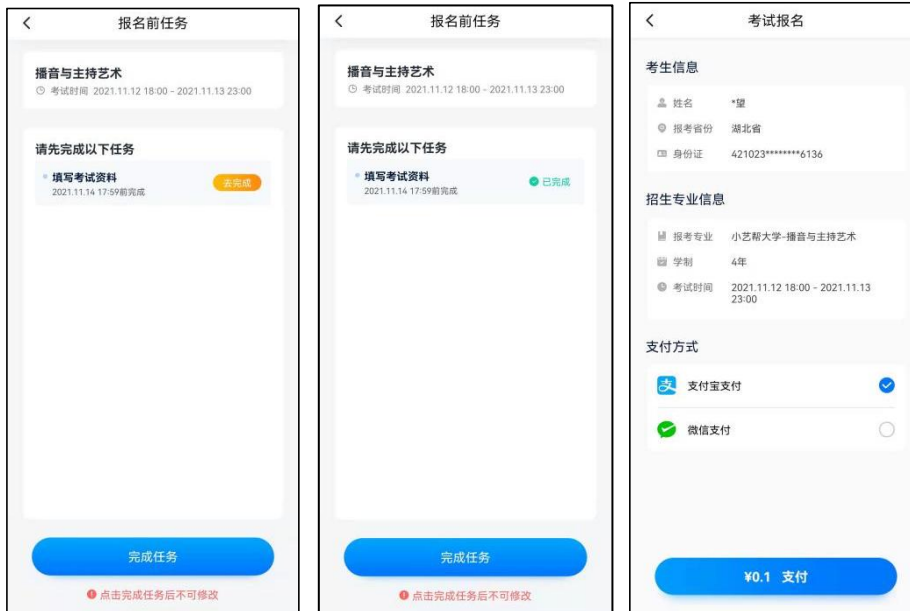 报名前任务
播音与主持艺术
考试时间 2021.11.12 18:00 - 2021.11.13 23:00
请先完成以下任务
填写考试资料
去完成
2021.11.14 17:59前完成
完成任务
点击完成任务后不可修改
报名前任务
播音与主持艺术
考试时间 2021.11.12 18:00 - 2021.11.13 23:00
请先完成以下任务
填写考试资料
已完成
2021.11.14 17:59前完成
完成任务
点击完成任务后不可修改
考试报名
考生信息
姓名 *望
报考省份 湖北省
身份证 421023********6136
招生专业信息
报考专业 小艺帮大学-播音与主持艺术
学制 4年
考试时间 2021.11.12 18:00 - 2021.11.13
23:00
支付方式
支 支付宝支付
微信支付
¥0.1 支付